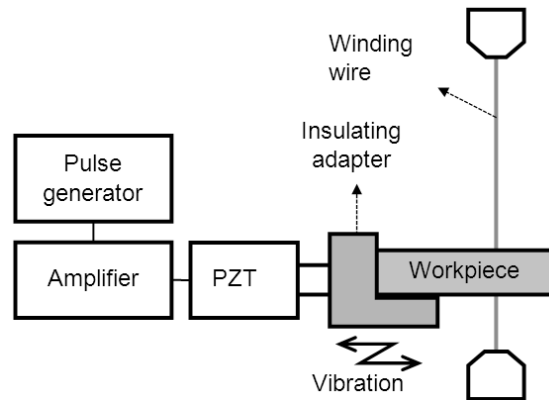 Winding
wire
Insulating
adapter
Pulse
generator
Amplifier
PZT
Workpiece
Vibration